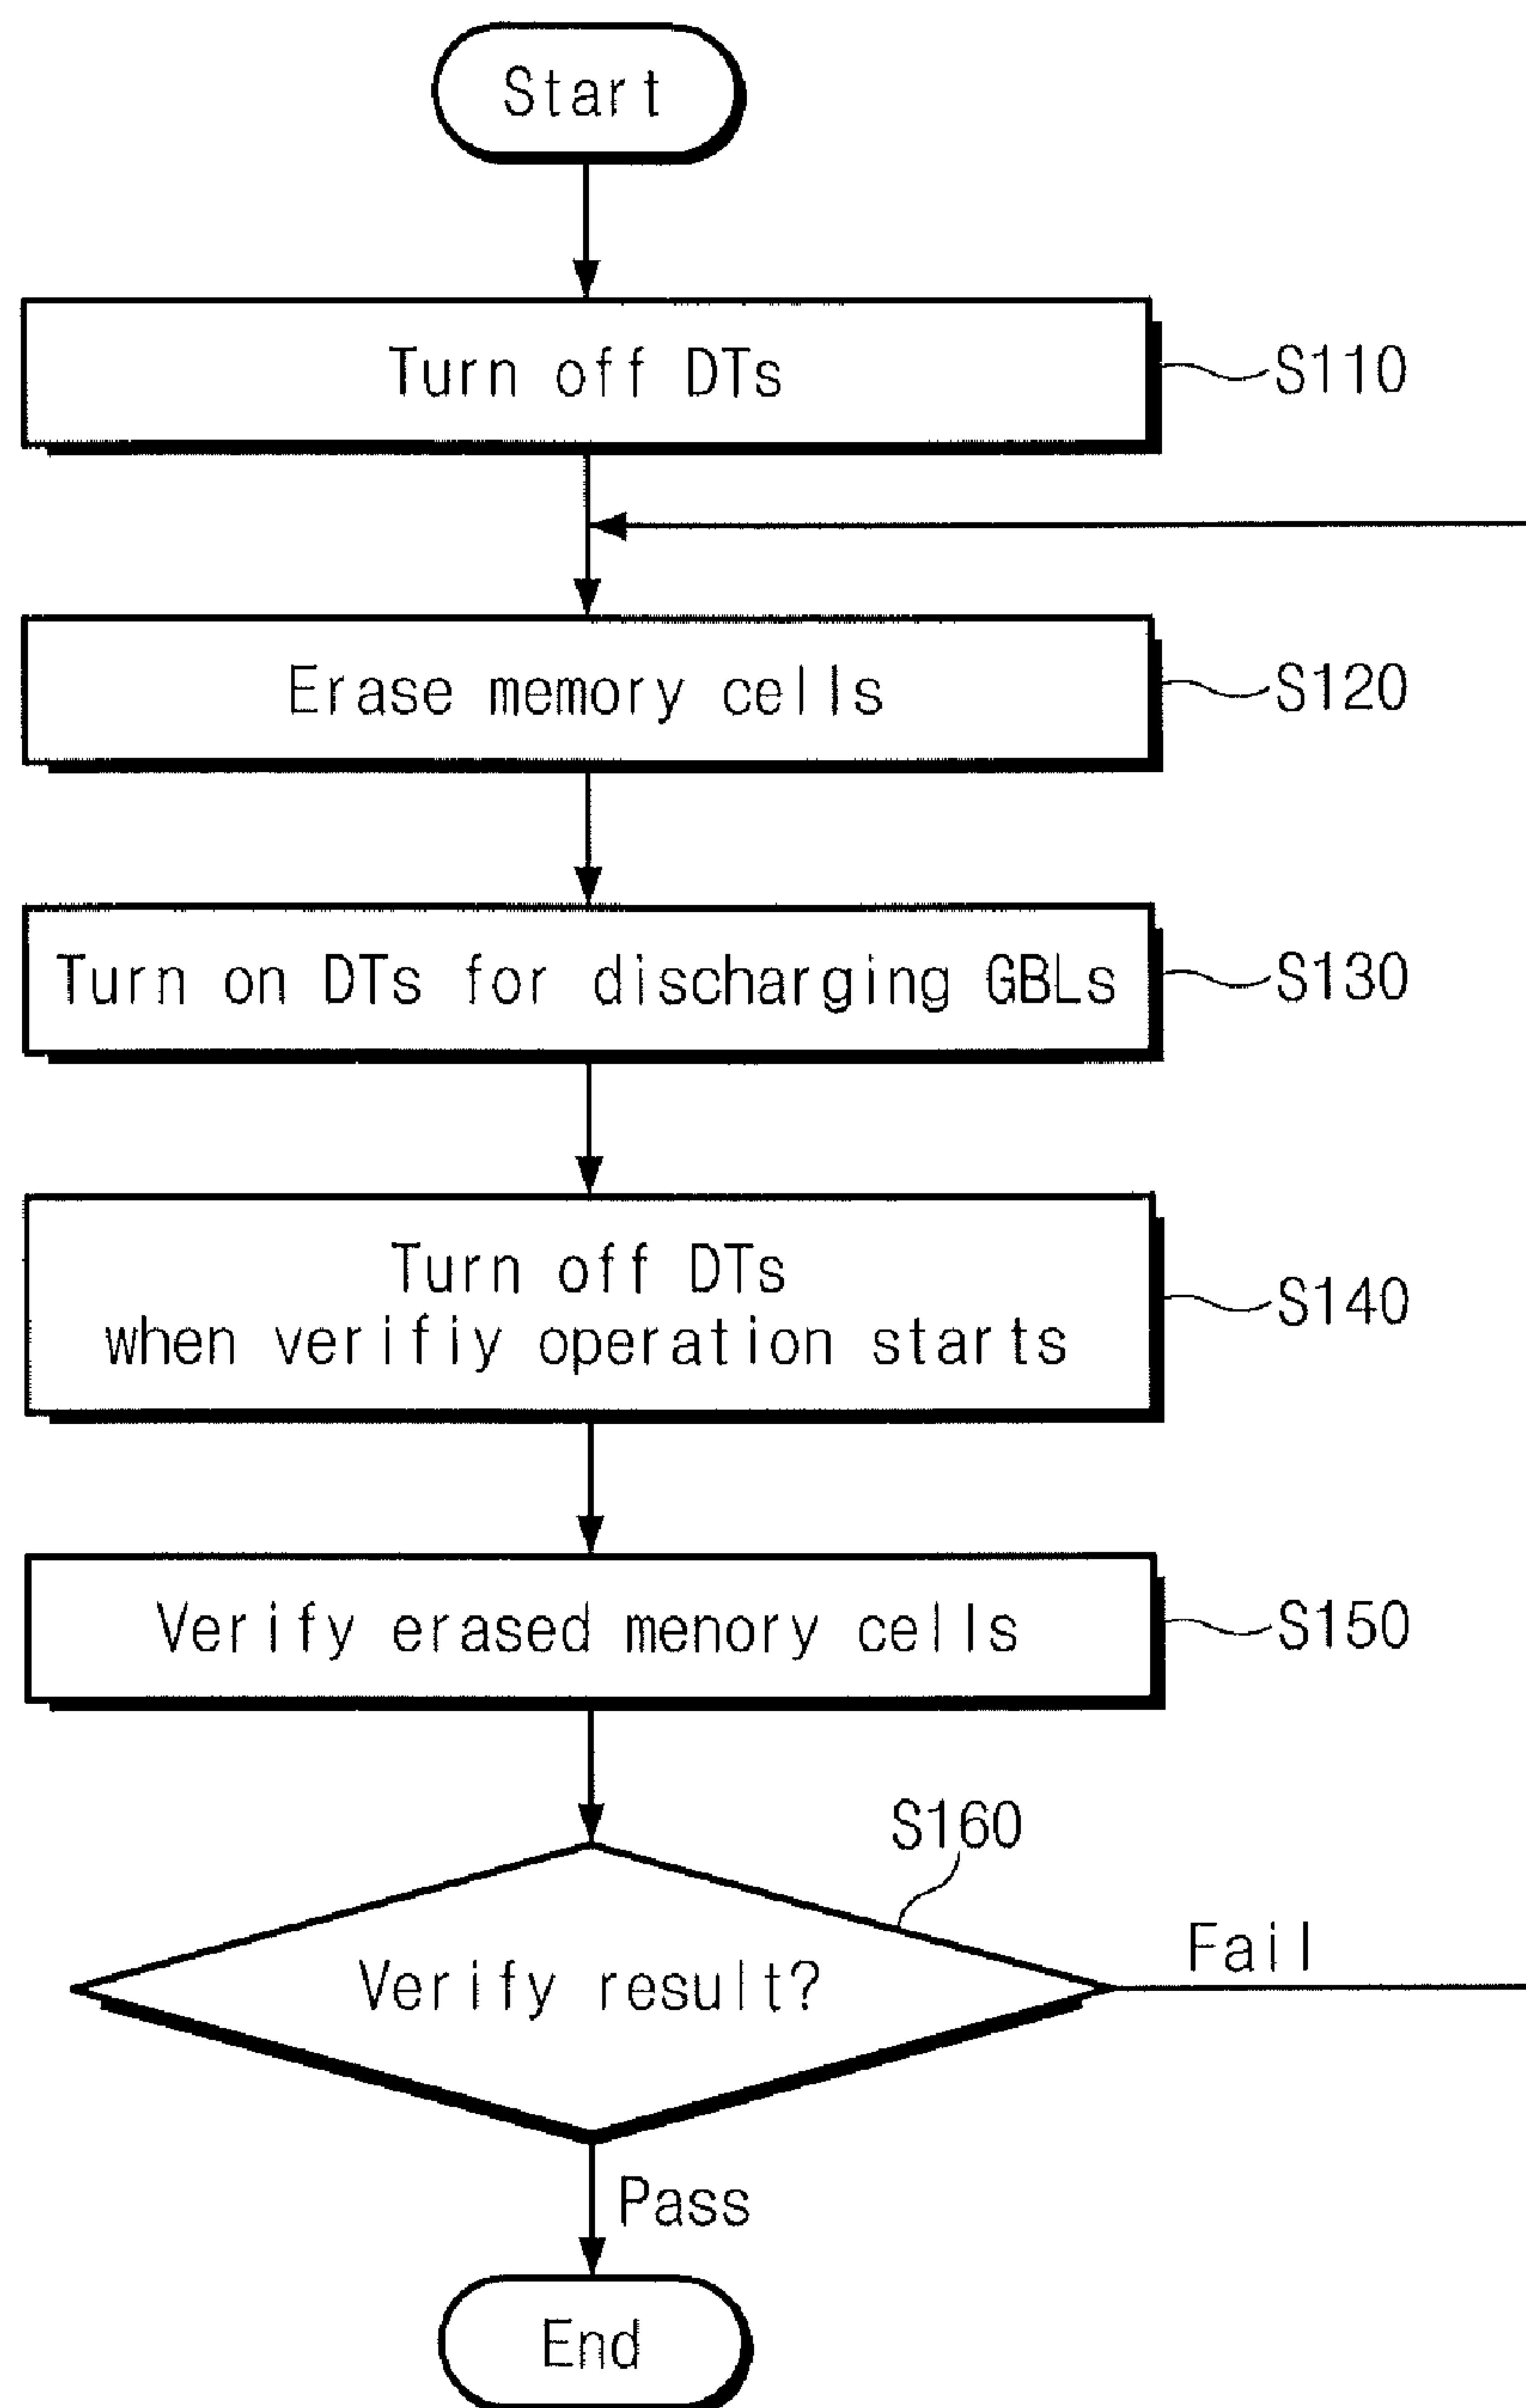 Start
Turn off DTs
S110
Erase memory cells
S120
Turn on DTs for discharging GBLs
S130
Turn off DTs
when verifiy operation starts
S140
Verify erased menory cells
S150
S160
Verify result?
Fail
Pass
End